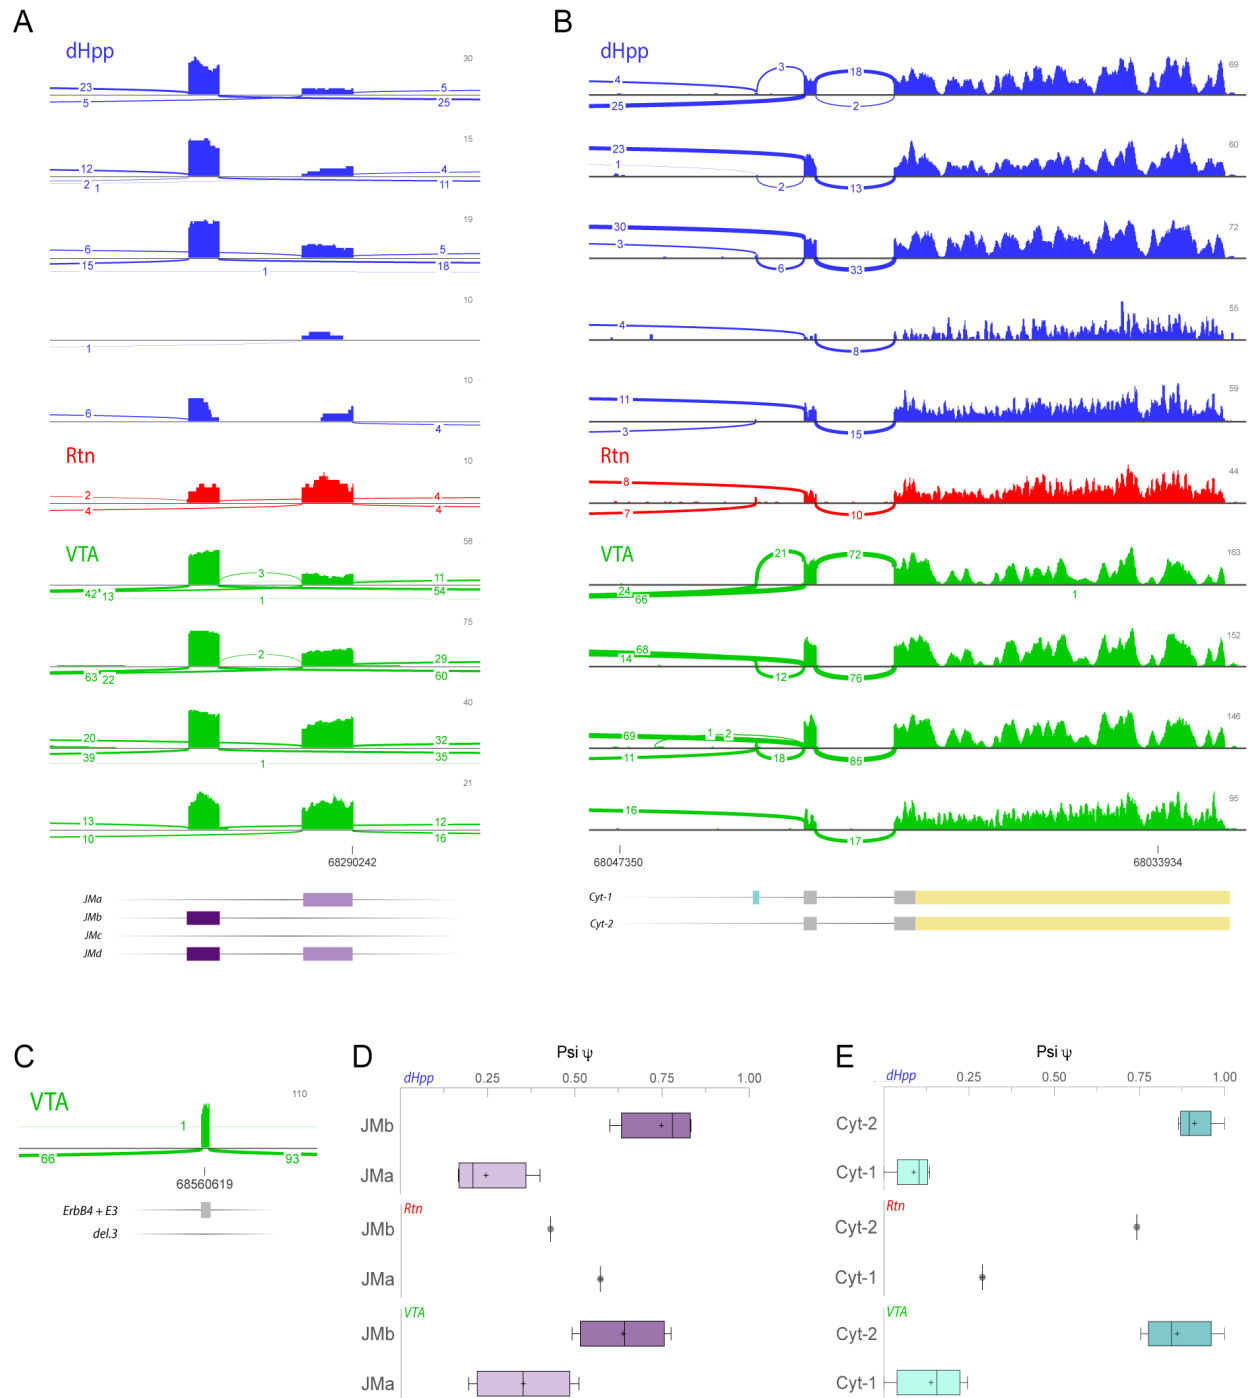 A
dHpp
30
23
5
5
25
15
12
4
2
1
11
19
6
5
15
18
1
10
1
10
6
4
Rtn
10
2
4
4
4
VTA
58
3
11
42
13
54
1
75
2
29
63
22
60
40
20
32
39
35
1
21
13
12
10
16
68290242
JMa
JMb
JMc
JMd
B
dHpp
69
3
18
4
25
2
60
23
1
2
13
72
30
3
6
33
55
4
8
59
11
3
15
Rtn
44
8
7
10
VTA
163
21
72
24
66
1
152
68
14
12
76
146
69
1
2
11
18
85
95
16
17
68047350
68033934
Cyt-1
Cyt-2
C
VTA
110
1
66
93
68560619
ErbB4 + E3
del.3
D
Psi ψ
dHpp
0.25
0.50
0.75
1.00
JMb
JMa
Rtn
JMb
JMa
VTA
JMb
JMa
E
Psi ψ
dHpp
0.25
0.50
0.75
1.00
Cyt-2
Cyt-1
Rtn
Cyt-2
Cyt-1
VTA
Cyt-2
Cyt-1